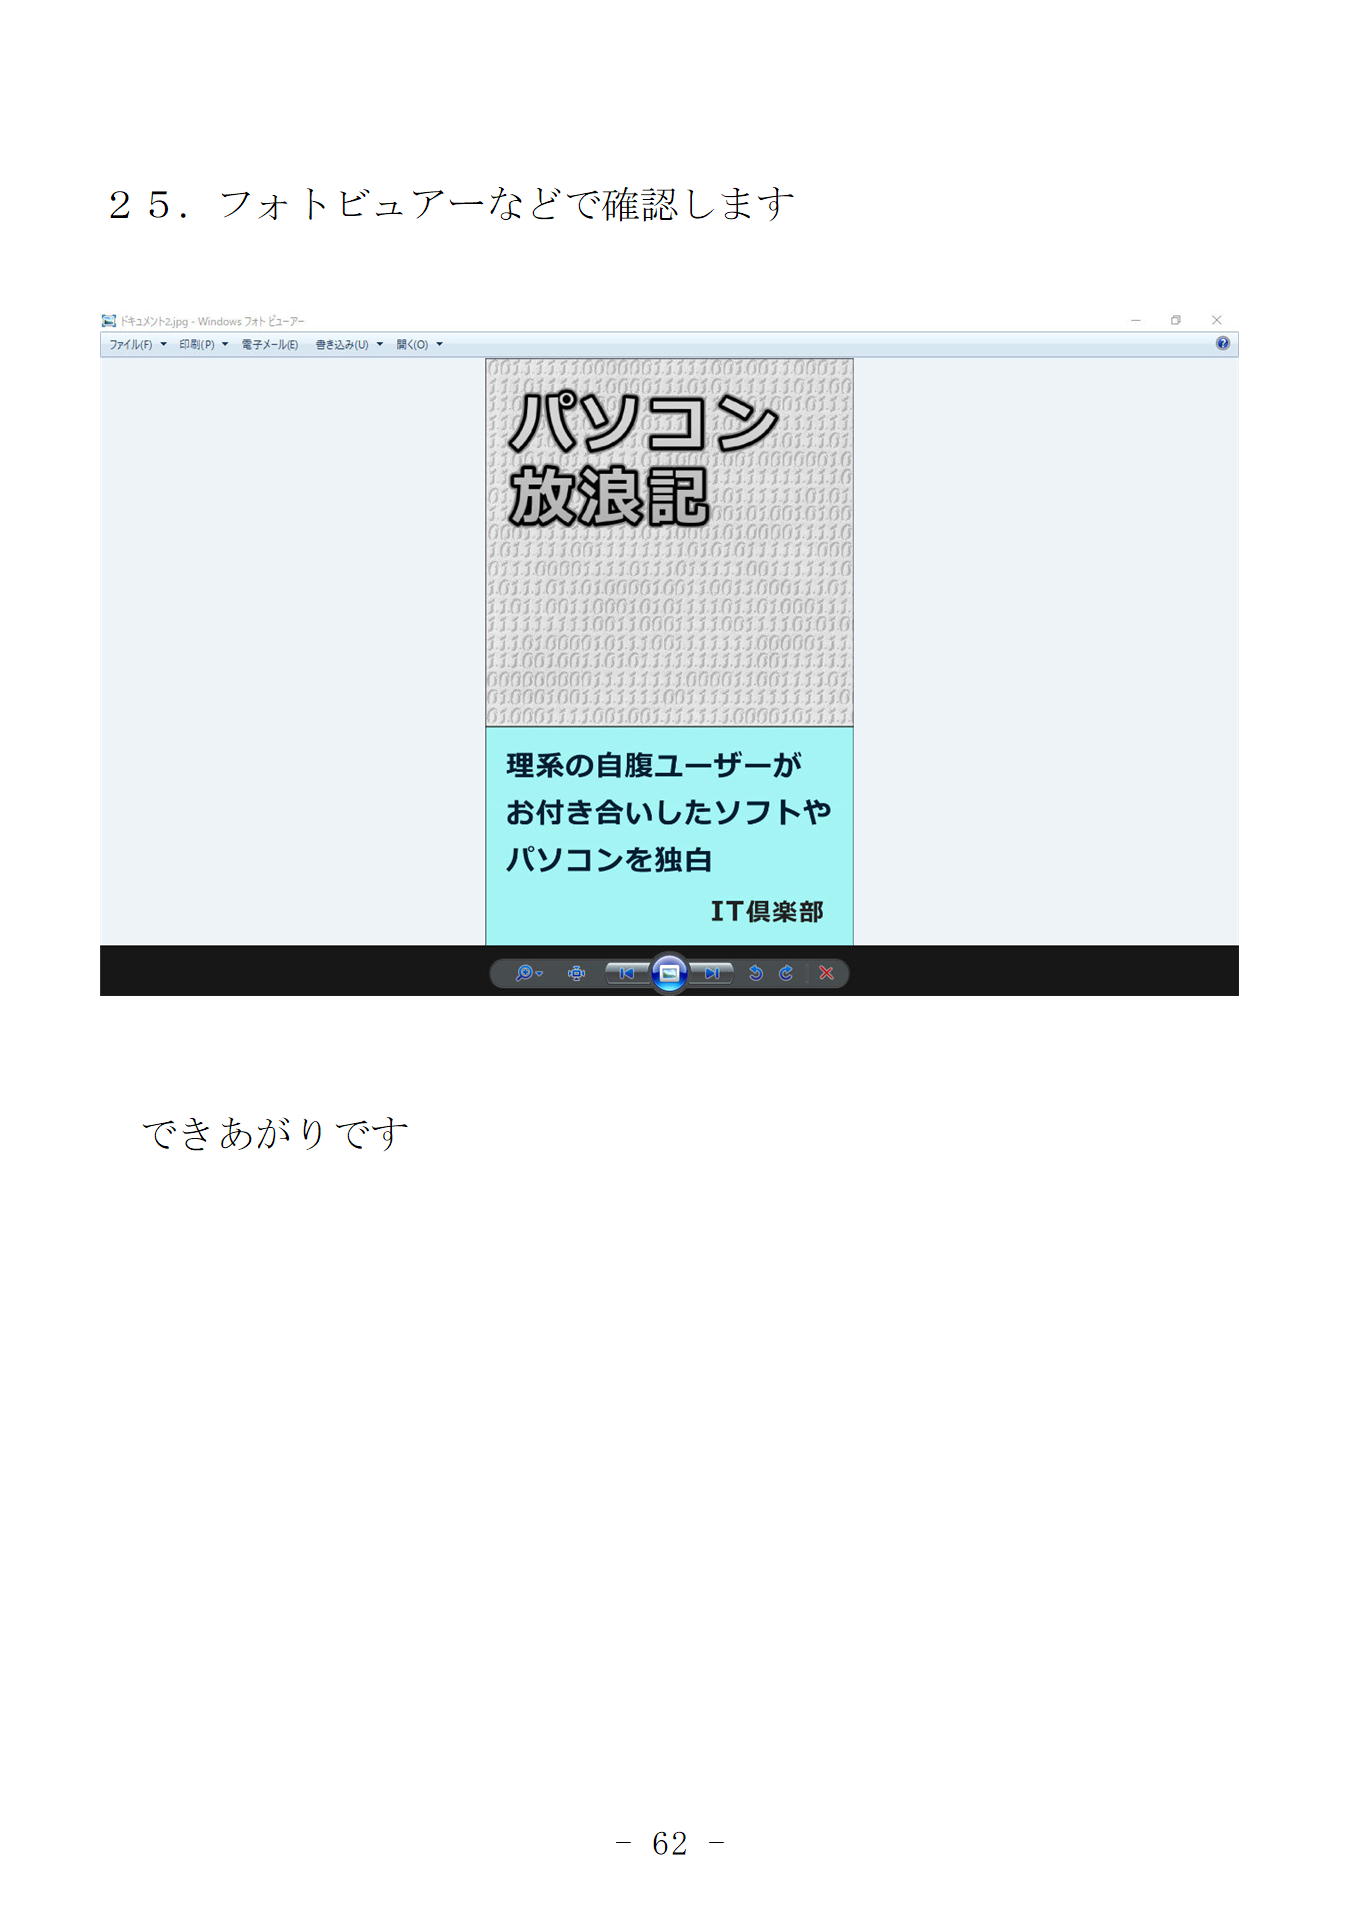 ２５．フォトビュアーなどで確認します
ドキュメント2.jpg - Windows フォト ビューアー
ファイル(F) 印刷(P) 電子メール(E) 書き込み(U) 開く(O)
パソコン
放浪記
理系の自腹ユーザーが
お付き合いしたソフトや
パソコンを独白
IT倶楽部
できあがりです
- 62 -